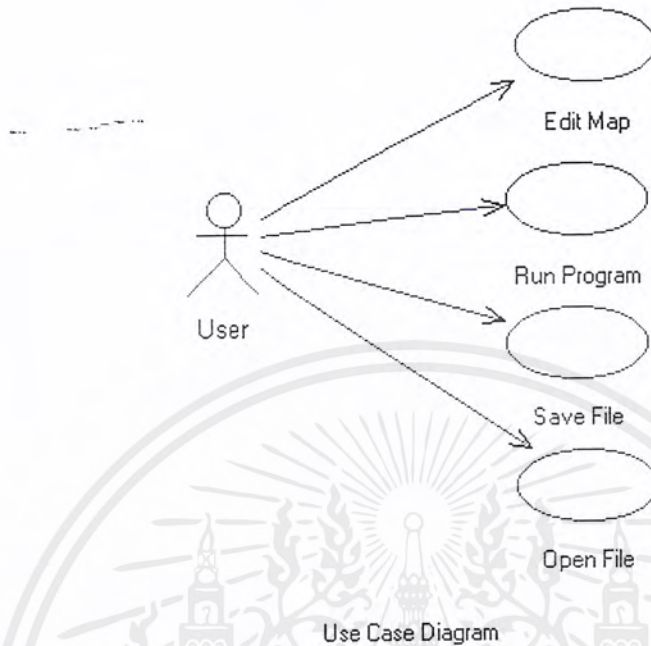 Edit Map
Run Program
User
Save File
Open File
Use Case Diagram